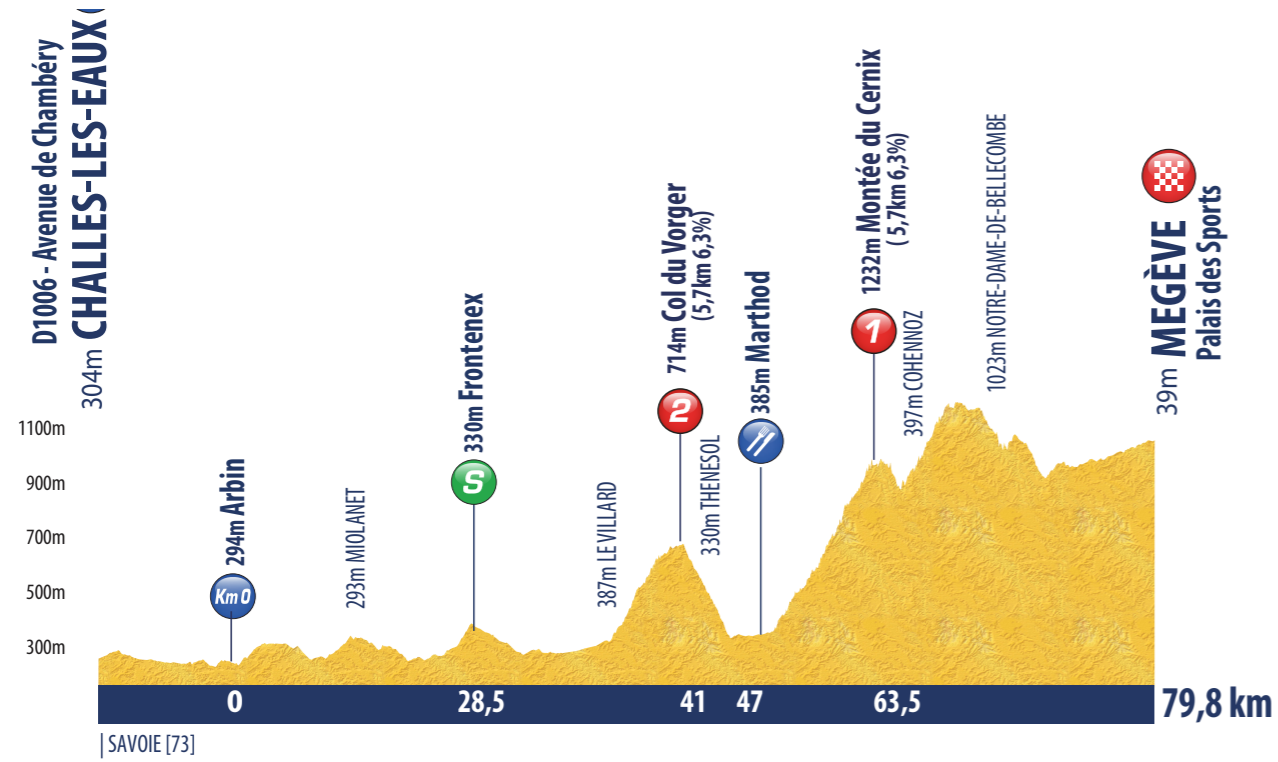 D1006 - Avenue de Chambéry
CHALLES-LES-EAUX
304m
294m Arbin
Km 0
293m MIOLANET
330m Frontenex
S
387m LE VILLARD
714m Col du Vorger
(5,7km 6,3%)
2
330m THENESOL
385m Marthod
1232m Montée du Cernix
( 5,7km 6,3%)
1
397m COHENNOZ
1023m NOTRE-DAME-DE-BELLECOMBE
39m MEGÈVE
Palais des Sports
1100m
900m
700m
500m
300m
0
28,5
41
47
63,5
79,8 km
| SAVOIE [73]